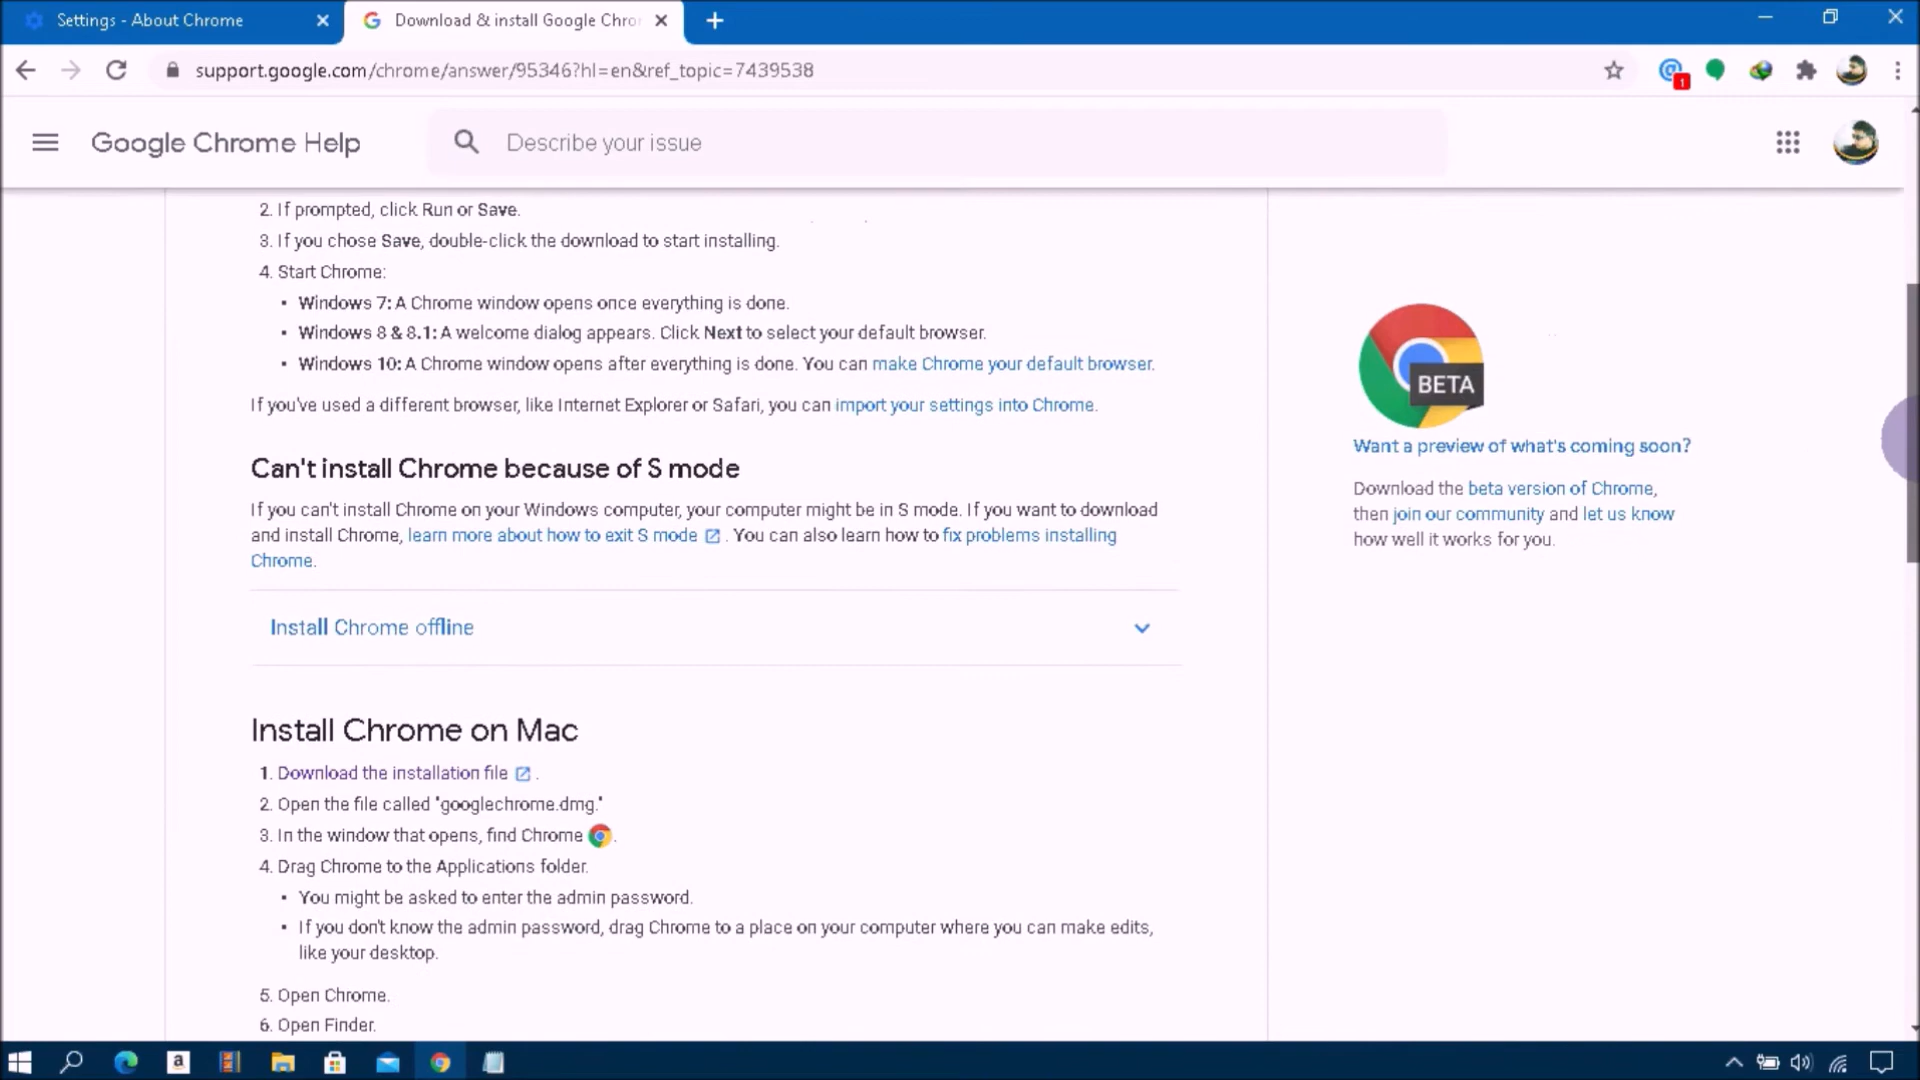 Settings - About Chrome
Download & install Google Chro
support.google.com/chrome/answer/95346?hl=en&ref_topic=7439538
1
Google Chrome Help
Describe your issue
2. If prompted, click Run or Save.
3. If you chose Save, double-click the download to start installing.
4. Start Chrome:
• Windows 7: A Chrome window opens once everything is done.
• Windows 8 & 8.1: A welcome dialog appears. Click Next to select your default browser.
• Windows 10: A Chrome window opens after everything is done. You can make Chrome your default browser.
If you've used a different browser, like Internet Explorer or Safari, you can import your settings into Chrome.
Can't install Chrome because of S mode
If you can't install Chrome on your Windows computer, your computer might be in S mode. If you want to download
and install Chrome, learn more about how to exit S mode . You can also learn how to fix problems installing
Chrome.
Install Chrome offline
Install Chrome on Mac
1. Download the installation file .
2. Open the file called "googlechrome.dmg."
3. In the window that opens, find Chrome .
4. Drag Chrome to the Applications folder.
• You might be asked to enter the admin password.
• If you don't know the admin password, drag Chrome to a place on your computer where you can make edits,
like your desktop.
5. Open Chrome.
6. Open Finder.
BETA
Want a preview of what's coming soon?
Download the beta version of Chrome,
then join our community and let us know
how well it works for you.
a